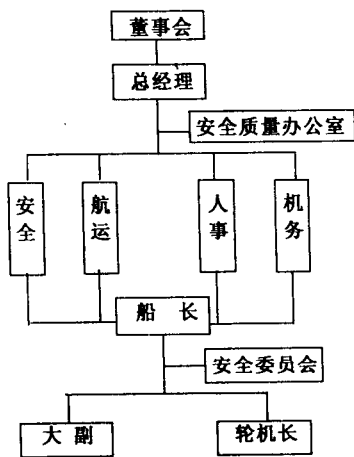 董事会
总经理
安全质量办公室
安全
航运
人事
机务
船 长
安全委员会
大 副
轮机长